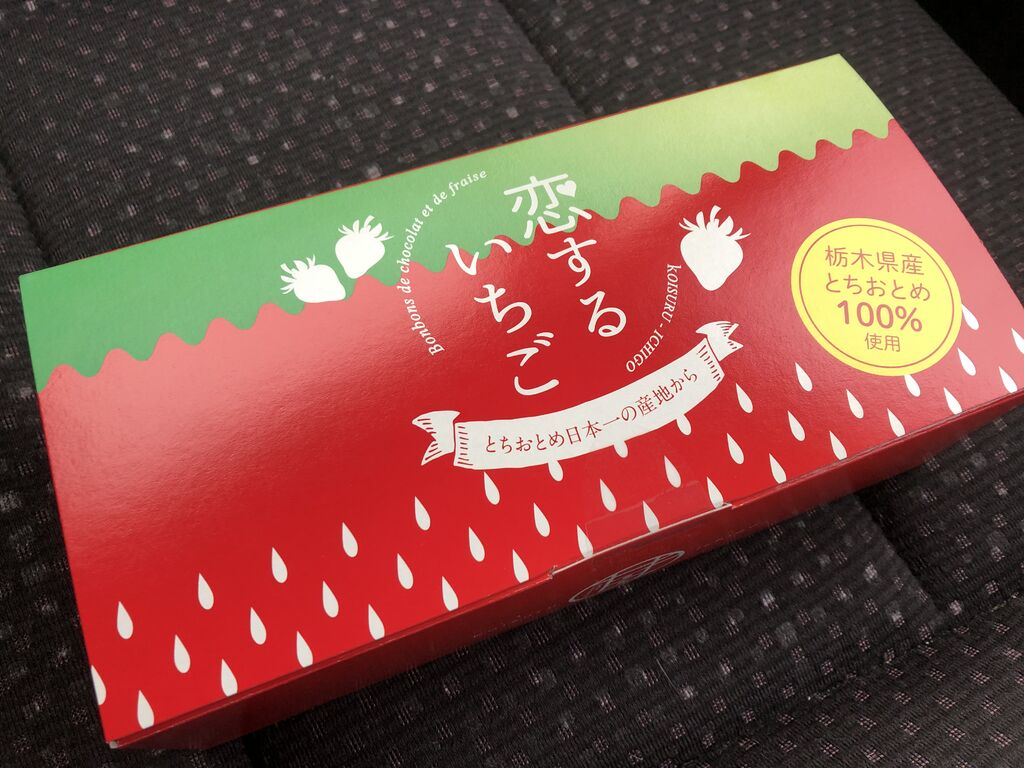 Bonbons de chocolat et de fraise
恋する
いちご
KOISURU - ICHIGO
とちおとめ日本一の産地から
栃木県産
とちおとめ
100%
使用